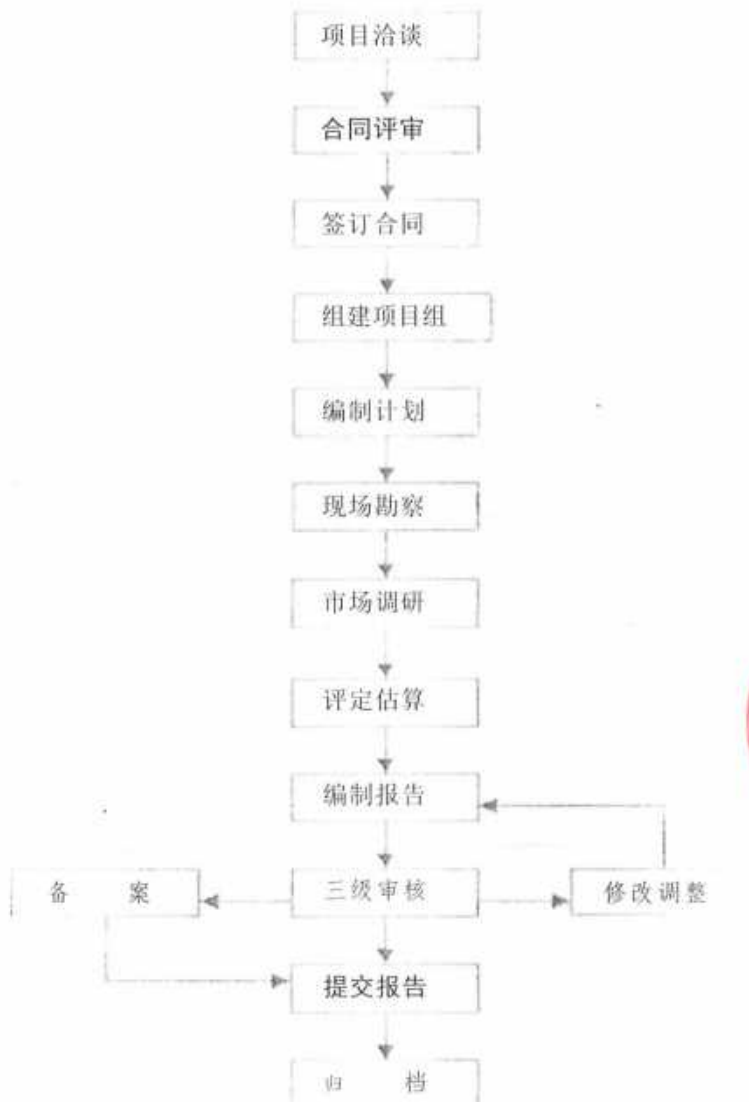 项目洽谈
合同评审
签订合同
组建项目组
编制计划
现场勘察
市场调研
评定估算
编制报告
备 案
三级审核
修改调整
提交报告
归 档